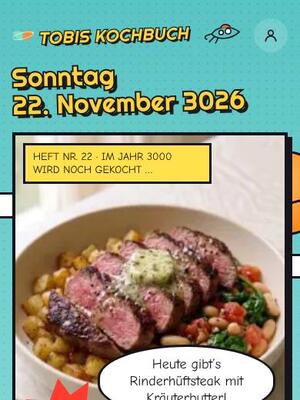 TOBIS KOCHBUCH
Sonntag
22. November 3026
HEFT NR. 22 · IM JAHR 3000
WIRD NOCH GEKOCHT ...
Heute gibt's
Rinderhüftsteak mit
Kräuterbutter!